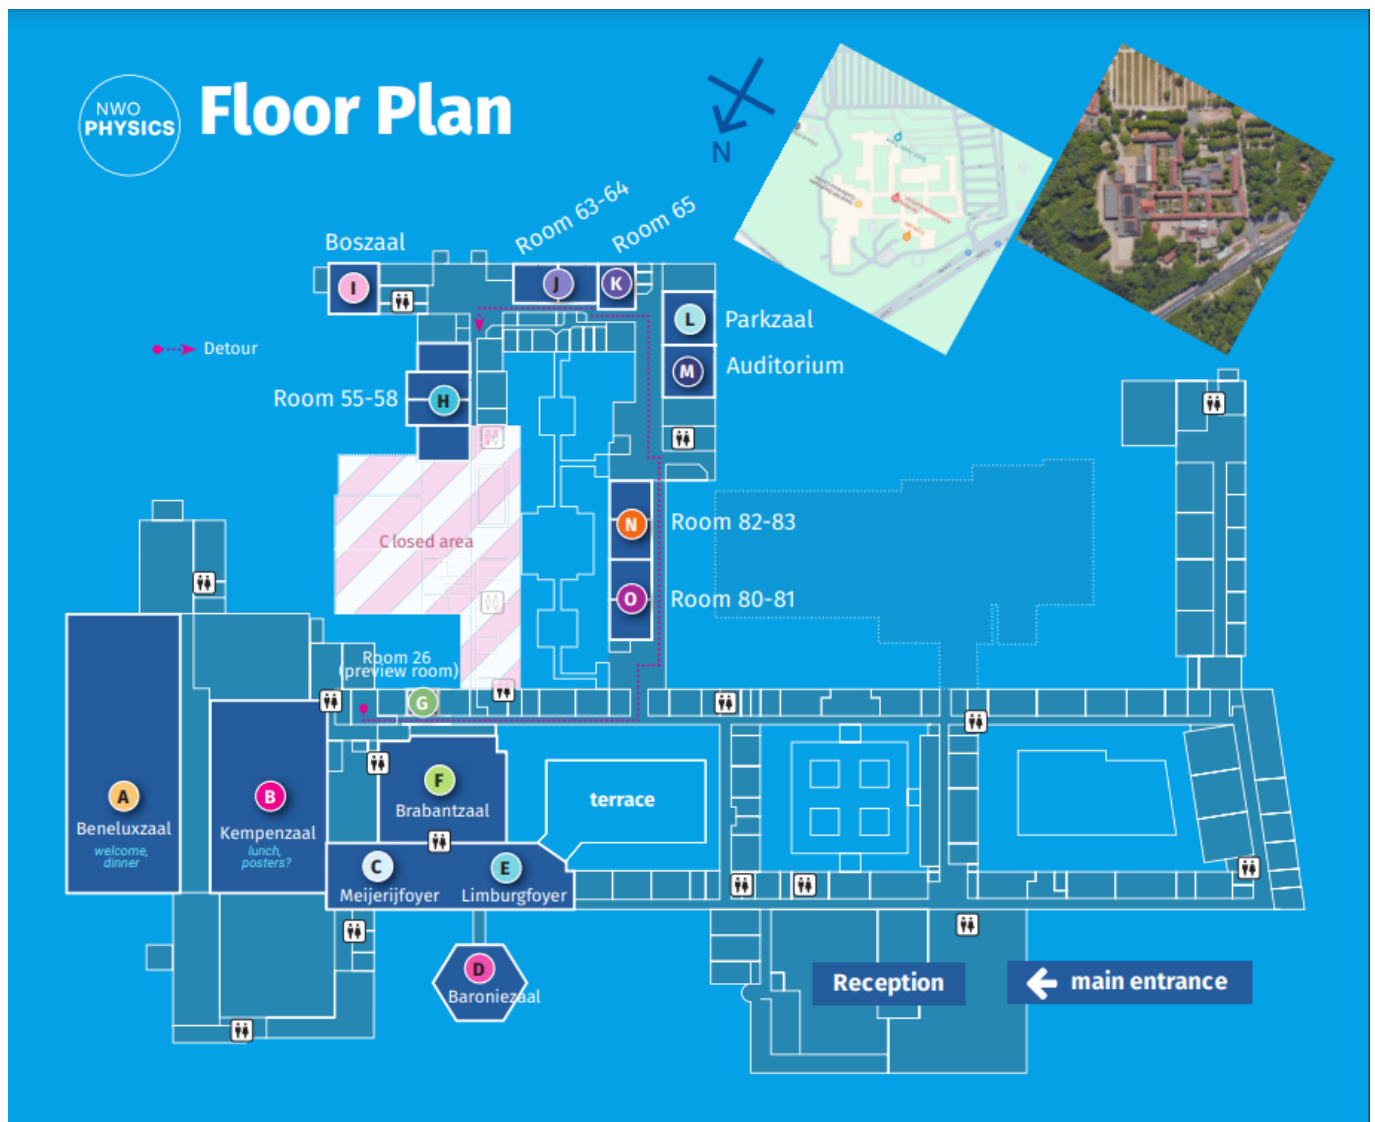 NWO
PHYSICS
Floor Plan
N
Boszaal
Room 63-64
Room 65
I
J
K
L
Parkzaal
Detour
M
Auditorium
Room 55-58
H
N
Room 82-83
Closed area
O
Room 80-81
Room 26
(preview room)
G
A
Beneluxzaal
welcome,
dinner
B
Kempenzaal
lunch,
posters?
F
Brabantzaal
terrace
C
Meijerijfoyer
E
Limburgfoyer
D
Baroniezaal
Reception
main entrance